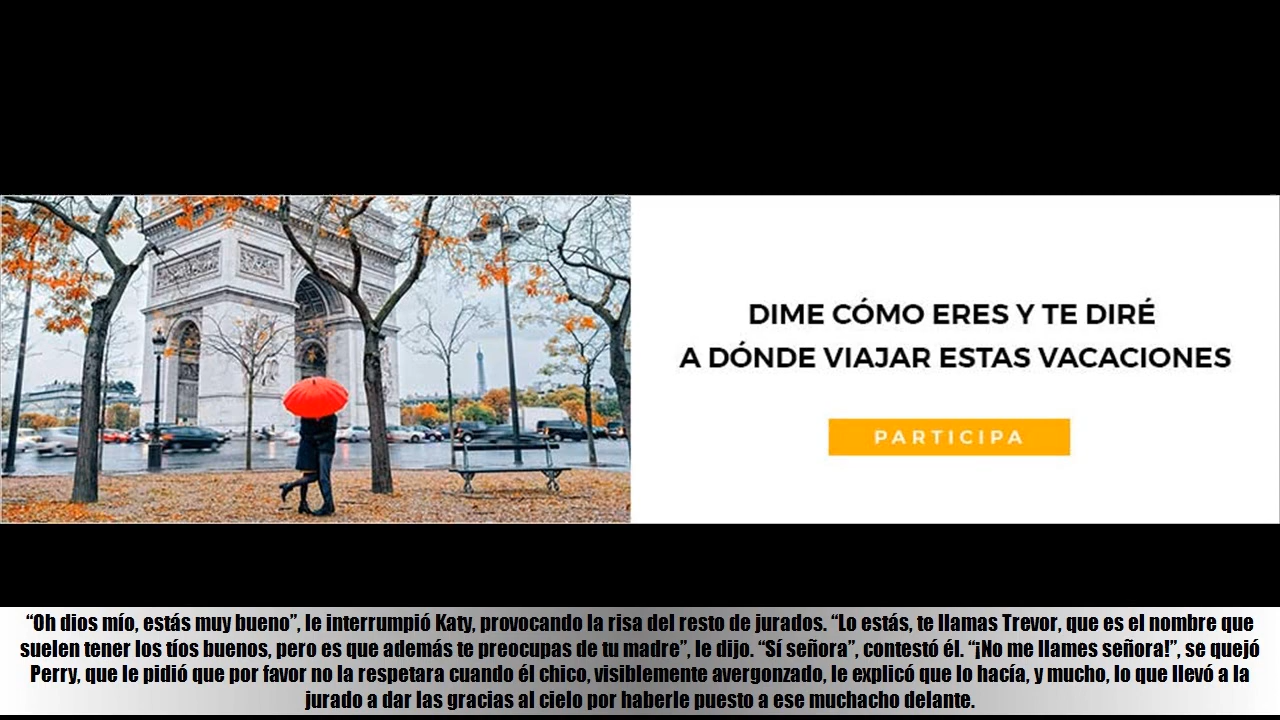 DIME CÓMO ERES Y TE DIRÉ
A DÓNDE VIAJAR ESTAS VACACIONES
PARTICIPA
“Oh dios mío, estás muy bueno”, le interrumpió Katy, provocando la risa del resto de jurados. “Lo estás, te llamas Trevor, que es el nombre que
suelen tener los tíos buenos, pero es que además te preocupas de tu madre”, le dijo. “Sí señora”, contestó él. “¡No me llames señora!”, se quejó
Perry, que le pidió que por favor no la respetara cuando él chico, visiblemente avergonzado, le explicó que lo hacía, y mucho, lo que llevó a la
jurado a dar las gracias al cielo por haberle puesto a ese muchacho delante.